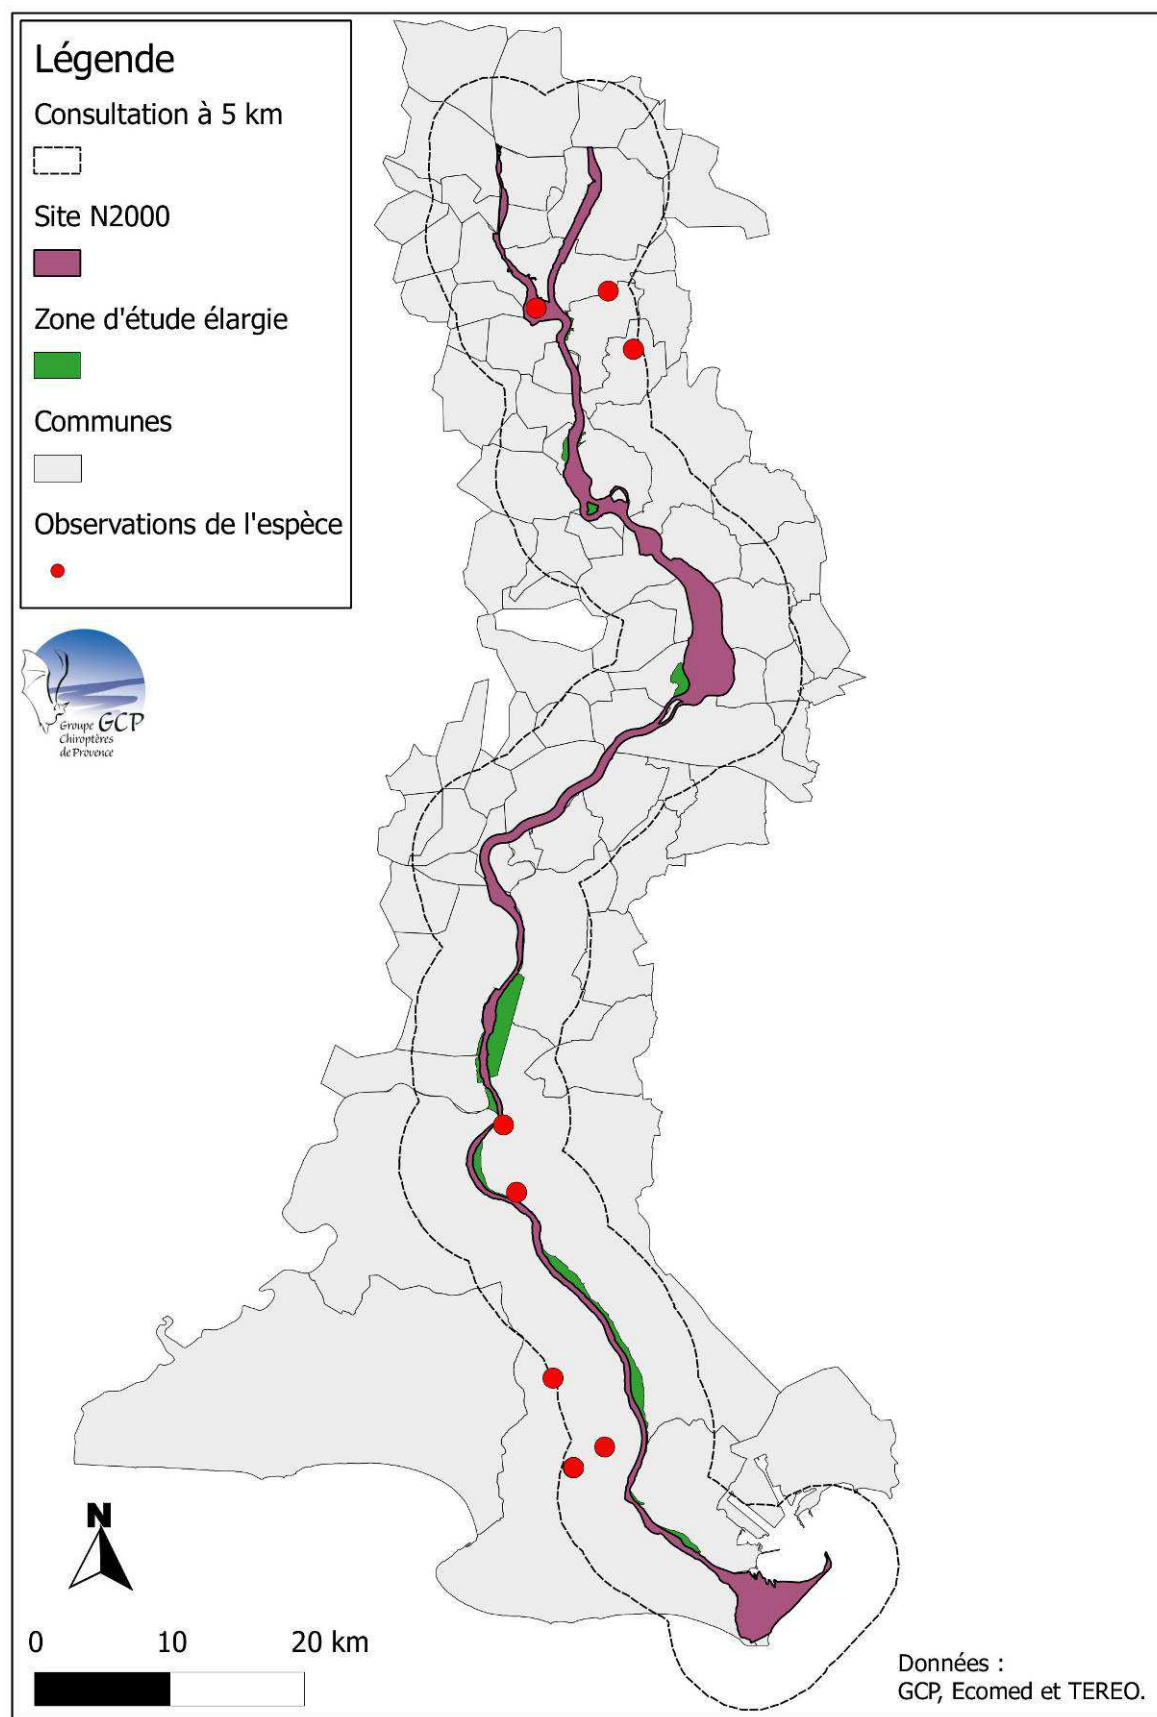 Légende
Consultation à 5 km
Site N2000
Zone d'étude élargie
Communes
Observations de l'espèce
Groupe GCP
Chiroptères
de Provence
N
0 10 20 km
Données :
GCP, Ecomed et TEREO.